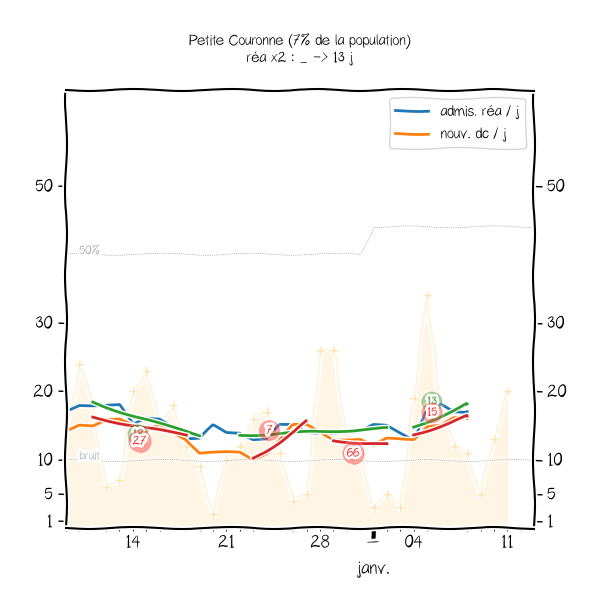 Petite Couronne (7% de la population)
réa x2 : _ -> 13 j
admis. réa / j
nouv. dc / j
50 50
50%
30 30
20 20
13
15
7
27
66
bruit
10 10
5 5
1 1
14 21 28 04 11
janv.